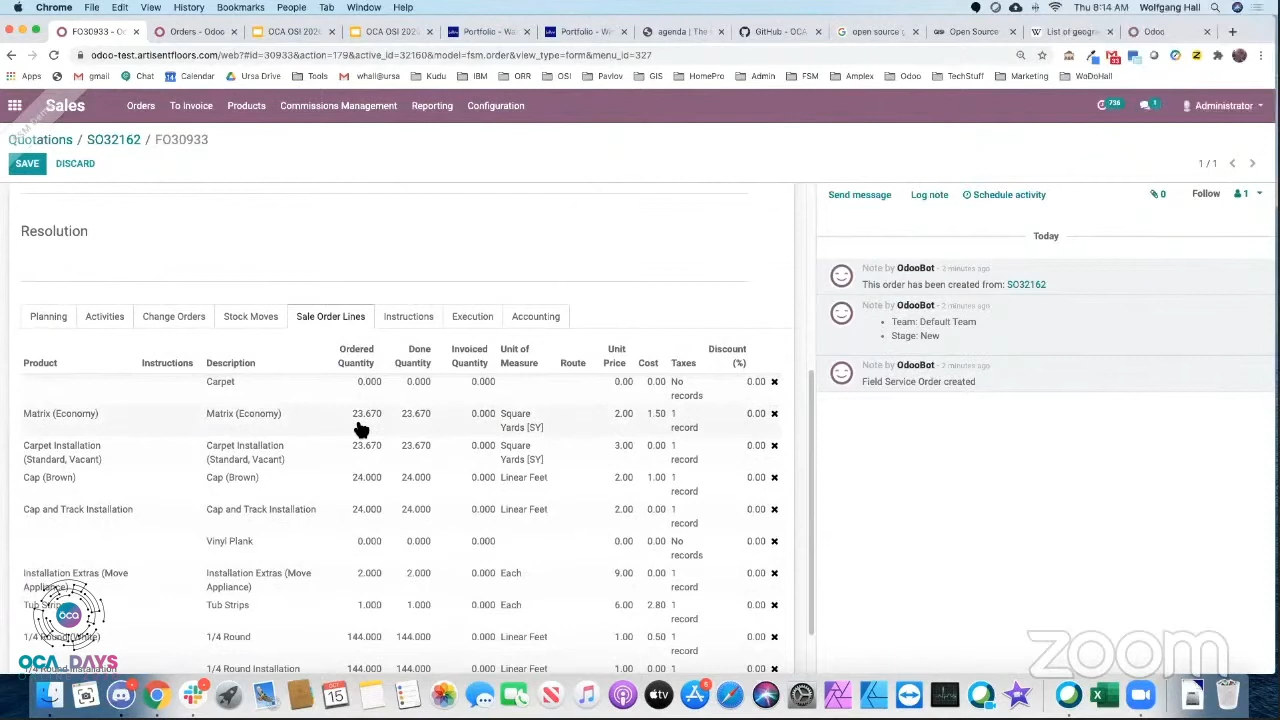 Chrome File Edit View History Bookmarks People Tab Window Help Thu 8:14 AM Wolfgang Hall
FO30933 - Orders - Odoo OCA OSI 202 OCA OSI 202 Portfolio - Wa Portfolio - W agenda | The GitHub - OCA open source g Open Source List of geogra Odoo
odoo-test.artisentfloors.com/web?#id=30933&action=179&active_id=32160&model=fsm.order&view_type=form&menu_id=327
Apps gmail Chat Calendar Ursa Drive Tools whall@ursa Kudu IBM ORR OSI Pavlov GIS HomePro Admin FSM Amplex Odoo TechStuff Marketing WoDoHall
Sales Orders To Invoice Products Commissions Management Reporting Configuration 736 1 Administrator
Quotations / SO32162 / FO30933
SAVE DISCARD 1 / 1
Send message Log note Schedule activity 0 Follow 1
Resolution
Today
Note by OdooBot - 2 minutes ago
This order has been created from: SO32162
Note by OdooBot - 2 minutes ago
Team: Default Team
Stage: New
Note by OdooBot - 2 minutes ago
Field Service Order created
Planning Activities Change Orders Stock Moves Sale Order Lines Instructions Execution Accounting
Product Instructions Description Ordered Quantity Done Quantity Invoiced Quantity Unit of Measure Route Unit Price Cost Taxes Discount (%)
Carpet 0.000 0.000 0.000 0.00 0.00 No records 0.00
Matrix (Economy) Matrix (Economy) 23.670 23.670 0.000 Square Yards [SY] 2.00 1.50 1 record 0.00
Carpet Installation (Standard, Vacant) Carpet Installation (Standard, Vacant) 23.670 23.670 0.000 Square Yards [SY] 3.00 0.00 1 record 0.00
Cap (Brown) Cap (Brown) 24.000 24.000 0.000 Linear Feet 2.00 1.00 1 record 0.00
Cap and Track Installation Cap and Track Installation 24.000 24.000 0.000 Linear Feet 2.00 0.00 1 record 0.00
Vinyl Plank 0.000 0.000 0.000 0.00 0.00 No records 0.00
Installation Extras (Move Appliance) Installation Extras (Move Appliance) 2.000 2.000 0.000 Each 9.00 0.00 1 record 0.00
Tub Strips Tub Strips 1.000 1.000 0.000 Each 6.00 2.80 1 record 0.00
1/4 Round (White) 1/4 Round 144.000 144.000 0.000 Linear Feet 1.00 0.50 1 record 0.00
1/4 Round Installation 1/4 Round Installation 144.000 144.000 0.000 Linear Feet 1.00 0.00 1 0.00
oca
OCA DAYS
zoom
OCT 15